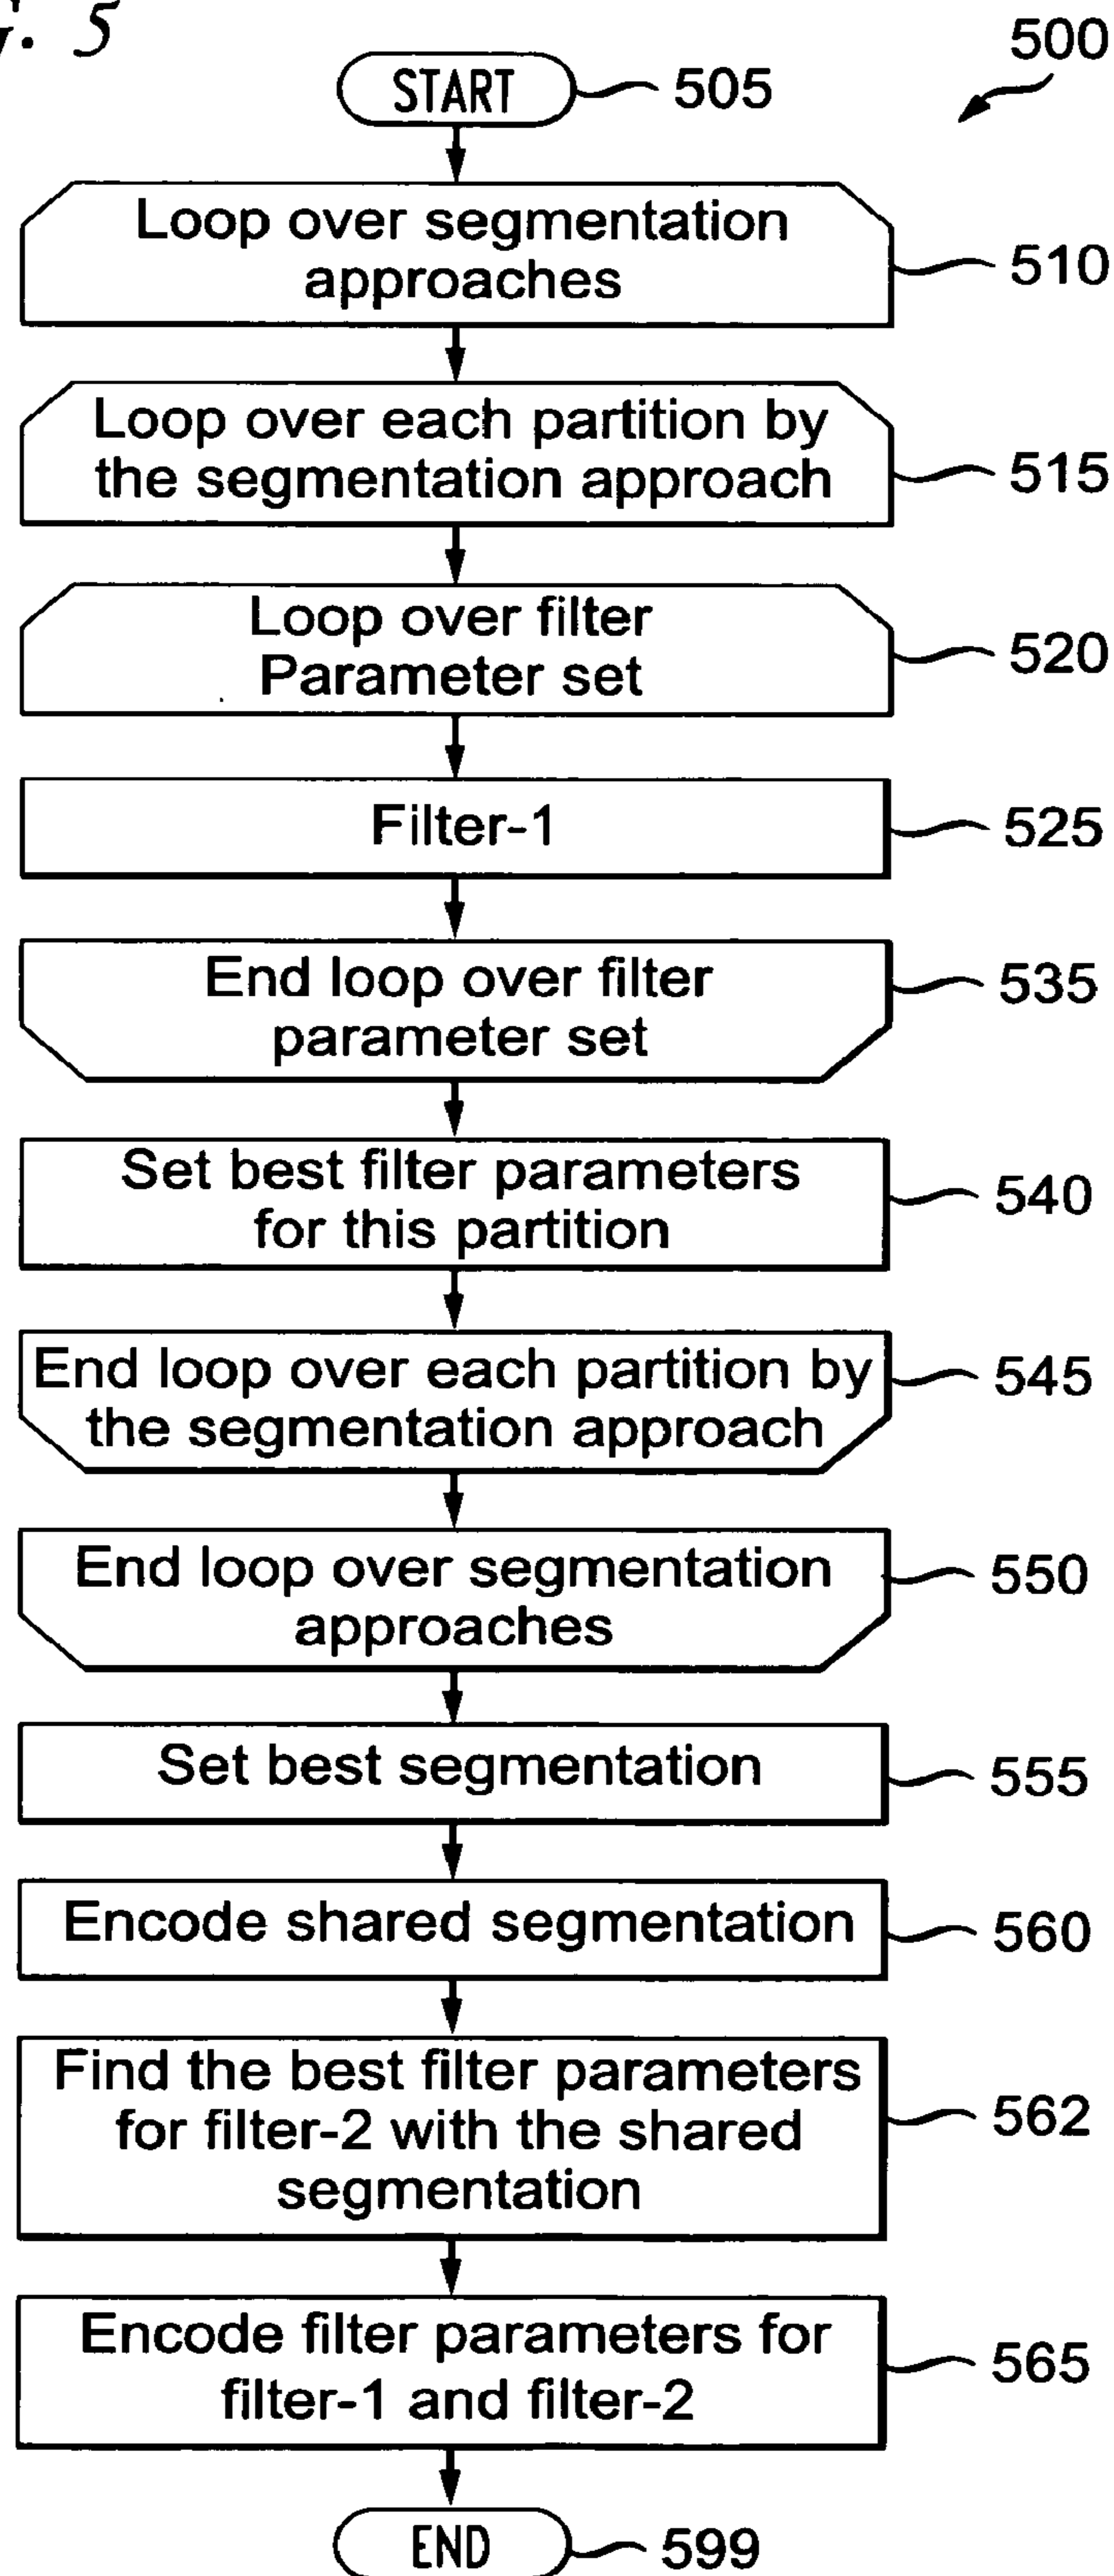 G. 5
500
START
505
Loop over segmentation
approaches
510
Loop over each partition by
the segmentation approach
515
Loop over filter
Parameter set
520
Filter-1
525
End loop over filter
parameter set
535
Set best filter parameters
for this partition
540
End loop over each partition by
the segmentation approach
545
End loop over segmentation
approaches
550
Set best segmentation
555
Encode shared segmentation
560
Find the best filter parameters
for filter-2 with the shared
segmentation
562
Encode filter parameters for
filter-1 and filter-2
565
END
599